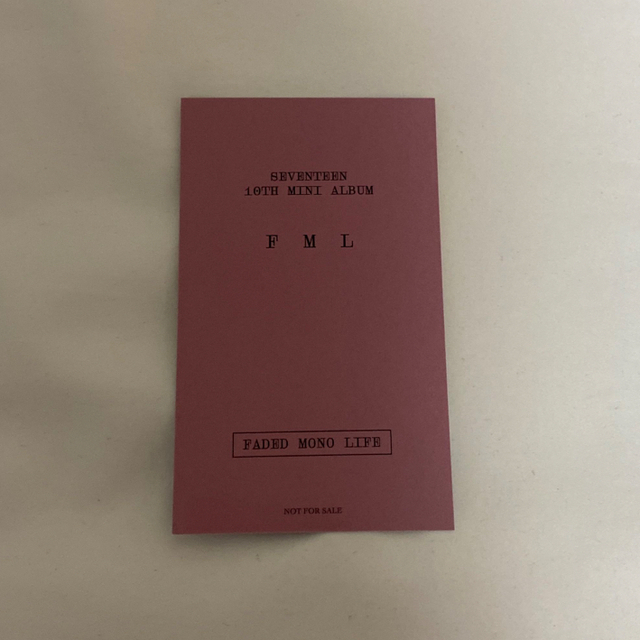 SEVENTEEN
10TH MINI ALBUM
F M L
FADED MONO LIFE
NOT FOR SALE